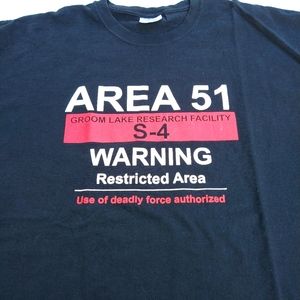 AREA 51
GROOM LAKE RESEARCH FACILITY
S-4
WARNING
Restricted Area
Use of deadly force authorized